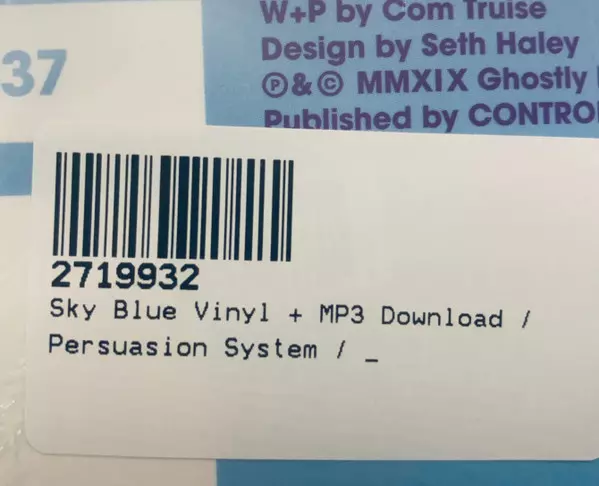 W+P by Com Truise
Design by Seth Haley
37
℗&© MMXIX Ghostly
Published by CONTRO
2719932
Sky Blue Vinyl + MP3 Download /
Persuasion System / _